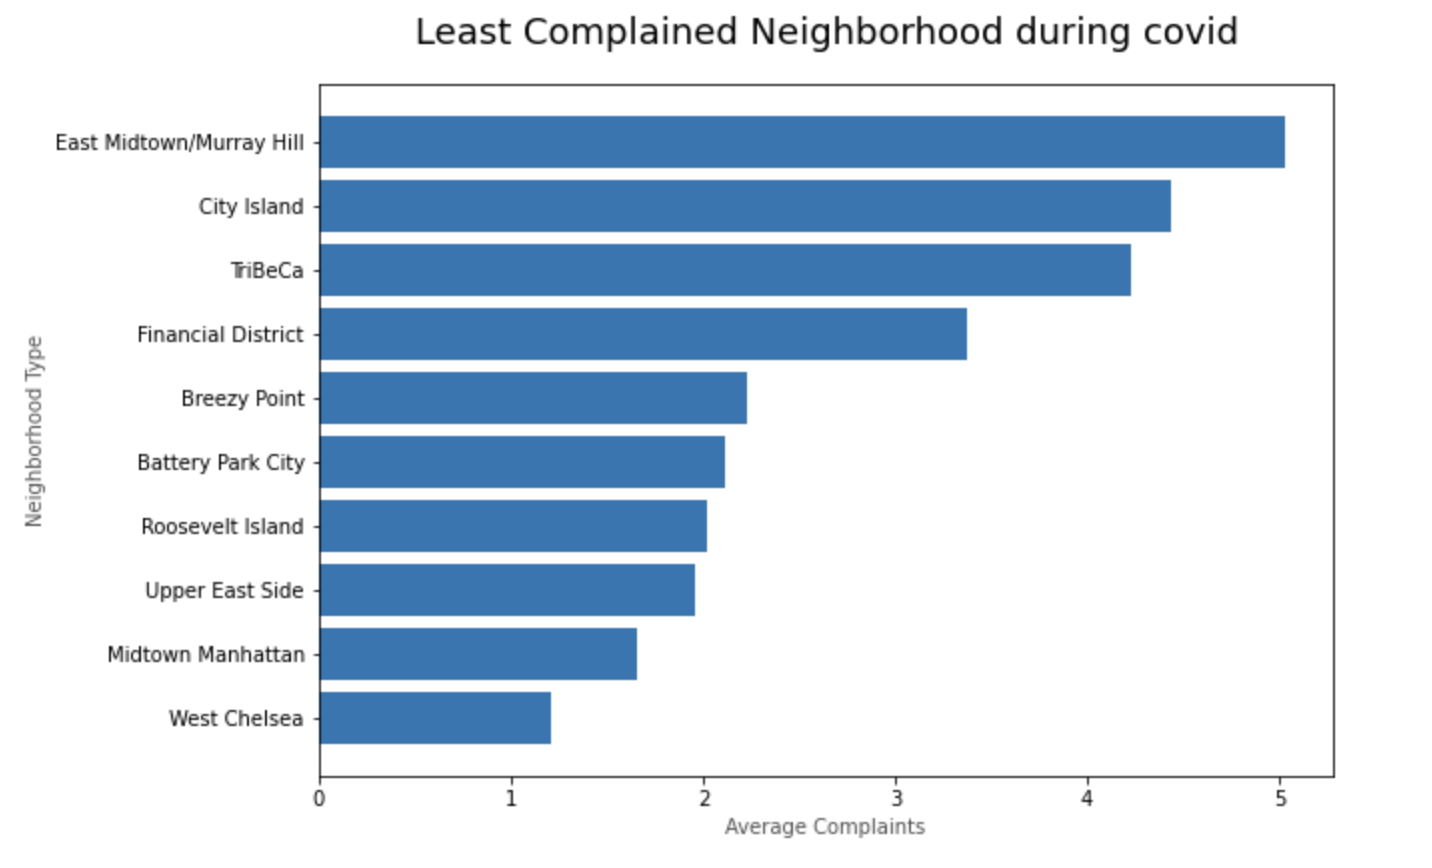 Least Complained Neighborhood during covid
East Midtown/Murray Hill
City Island
TriBeCa
Financial District
Breezy Point
Battery Park City
Roosevelt Island
Upper East Side
Midtown Manhattan
West Chelsea
Neighborhood Type
0 1 2 3 4 5
Average Complaints